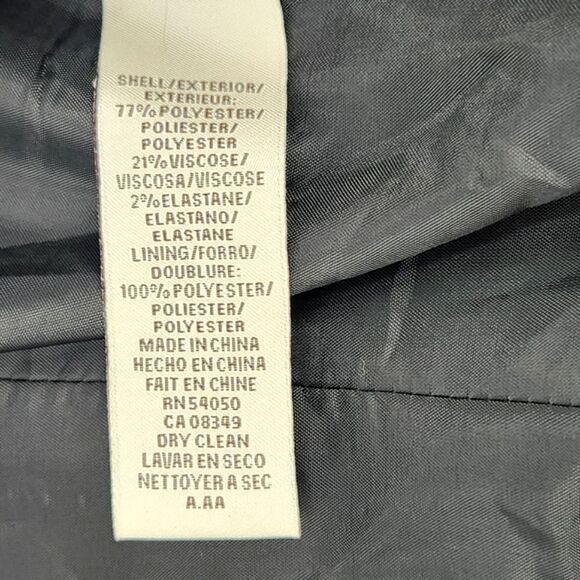 SHELL/EXTERIOR/
EXTERIEUR:
77%POLYESTER/
POLIESTER/
POLYESTER
21%VISCOSE/
VISCOSA/VISCOSE
2%ELASTANE/
ELASTANO/
ELASTANE
LINING/FORRO/
DOUBLURE:
100%POLYESTER/
POLIESTER/
POLYESTER
MADE IN CHINA
HECHO EN CHINA
FAIT EN CHINE
RN 54050
CA 08349
DRY CLEAN
LAVAR EN SECO
NETTOYER A SEC
A.AA